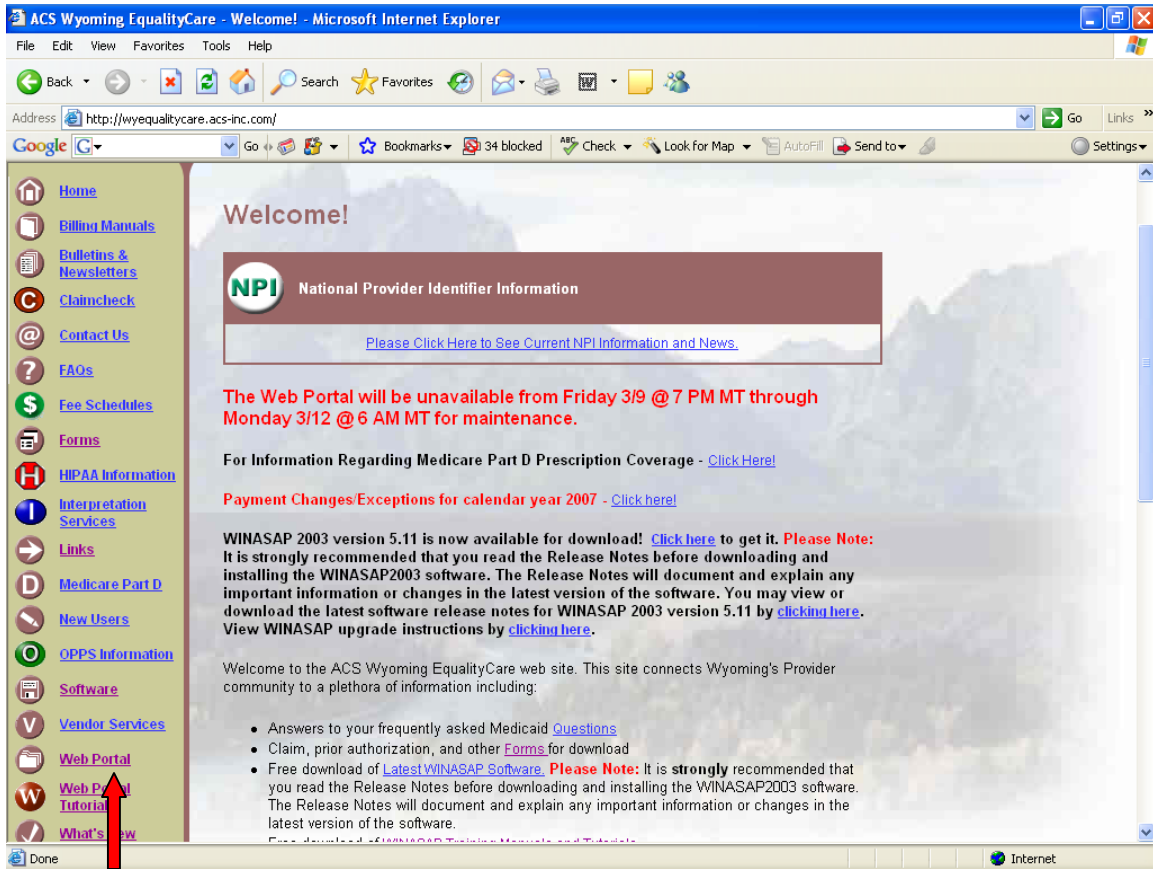 ACS Wyoming EqualityCare - Welcome! - Microsoft Internet Explorer
File Edit View Favorites Tools Help
Back Search Favorites
Address http://wyequalitycare.acs-inc.com/ Go Links »
Google G Go Bookmarks 34 blocked ABC Check Look for Map AutoFill Send to Settings
Home
Billing Manuals
Bulletins &
Newsletters
C Claimcheck
@ Contact Us
? FAQs
$ Fee Schedules
Forms
H HIPAA Information
I Interpretation
Services
Links
D Medicare Part D
New Users
O OPPS Information
Software
V Vendor Services
Web Portal
W Web
Tutorial
What's
Welcome!
NPI National Provider Identifier Information
Please Click Here to See Current NPI Information and News.
The Web Portal will be unavailable from Friday 3/9 @ 7 PM MT through
Monday 3/12 @ 6 AM MT for maintenance.
For Information Regarding Medicare Part D Prescription Coverage - Click Here!
Payment Changes/Exceptions for calendar year 2007 - Click here!
WINASAP 2003 version 5.11 is now available for download! Click here to get it. Please Note:
It is strongly recommended that you read the Release Notes before downloading and
installing the WINASAP2003 software. The Release Notes will document and explain any
important information or changes in the latest version of the software. You may view or
download the latest software release notes for WINASAP 2003 version 5.11 by clicking here.
View WINASAP upgrade instructions by clicking here.
Welcome to the ACS Wyoming EqualityCare web site. This site connects Wyoming's Provider
community to a plethora of information including:
• Answers to your frequently asked Medicaid Questions
• Claim, prior authorization, and other Forms for download
• Free download of Latest WINASAP Software. Please Note: It is strongly recommended that
you read the Release Notes before downloading and installing the WINASAP2003 software.
The Release Notes will document and explain any important information or changes in the
latest version of the software.
Done Internet